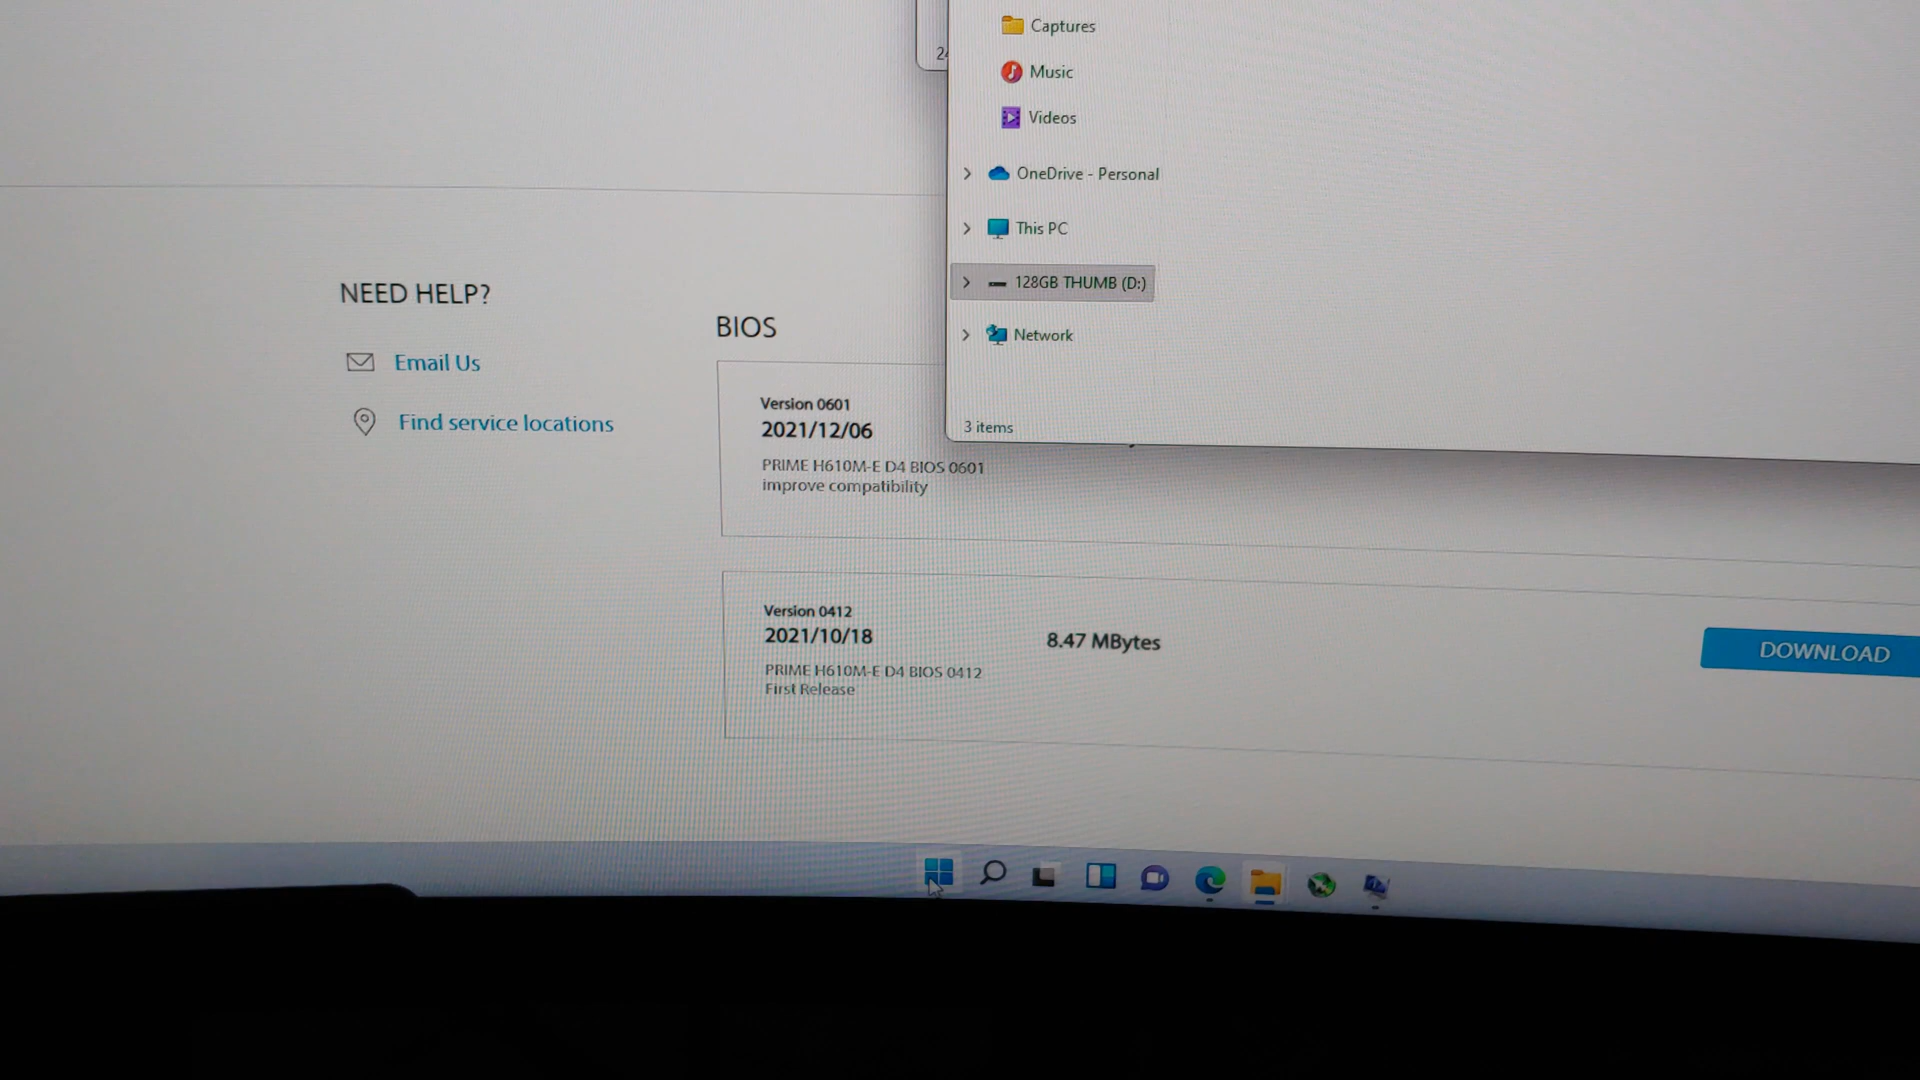 Captures
Music
Videos
OneDrive - Personal
This PC
128GB THUMB (D:)
Network
3 items
NEED HELP?
Email Us
Find service locations
BIOS
Version 0601
2021/12/06
PRIME H610M-E D4 BIOS 0601
improve compatibility
Version 0412
2021/10/18
8.47 MBytes
PRIME H610M-E D4 BIOS 0412
First Release
DOWNLOAD